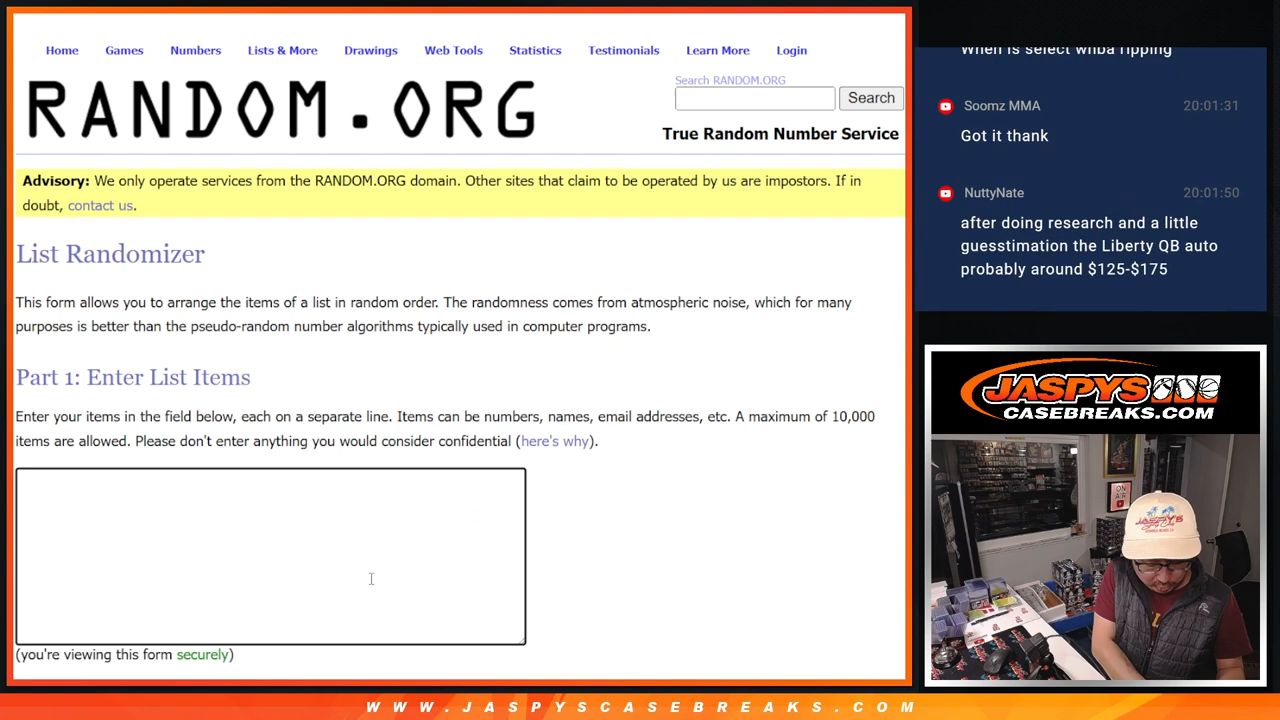 Home Games Numbers Lists & More Drawings Web Tools Statistics Testimonials Learn More Login
RANDOM.ORG
Search RANDOM.ORG
Search
True Random Number Service
Advisory: We only operate services from the RANDOM.ORG domain. Other sites that claim to be operated by us are impostors. If in
doubt, contact us.
List Randomizer
This form allows you to arrange the items of a list in random order. The randomness comes from atmospheric noise, which for many
purposes is better than the pseudo-random number algorithms typically used in computer programs.
Part 1: Enter List Items
Enter your items in the field below, each on a separate line. Items can be numbers, names, email addresses, etc. A maximum of 10,000
items are allowed. Please don't enter anything you would consider confidential (here's why).
(you're viewing this form securely)
When is select wnba ripping
Soomz MMA 20:01:31
Got it thank
NuttyNate 20:01:50
after doing research and a little
guesstimation the Liberty QB auto
probably around $125-$175
JASPYS
CASEBREAKS.COM
ON
AIR
JASPY'S
WWW.JASPYSCASEBREAKS.COM